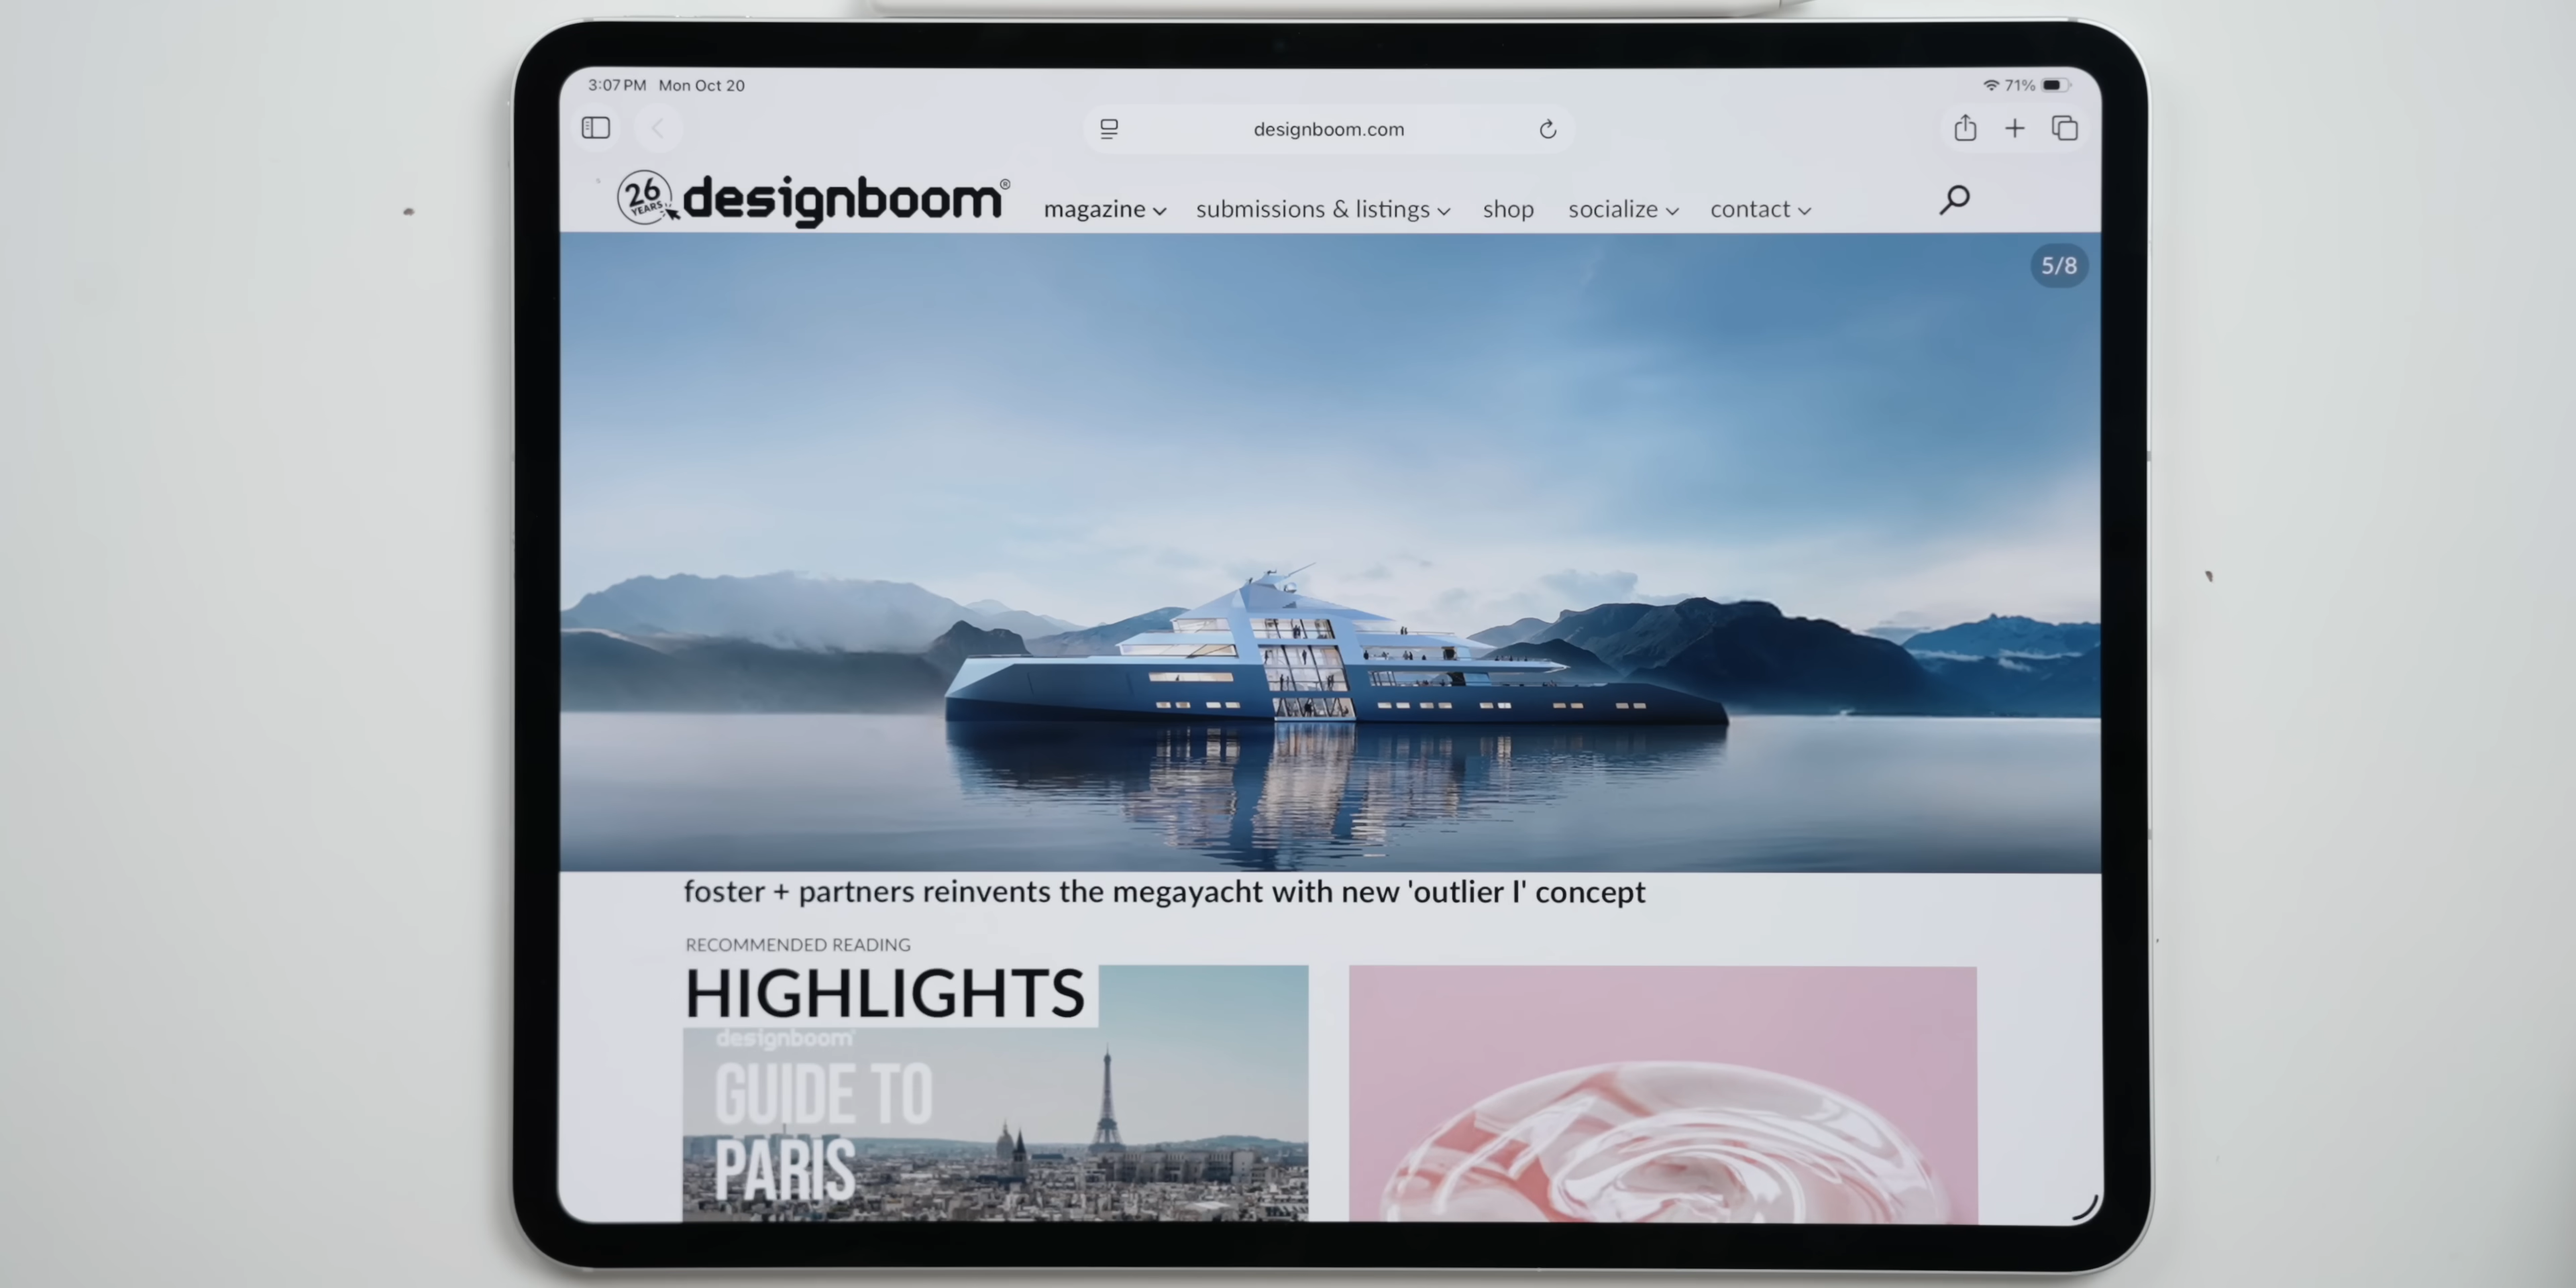 3:07 PM Mon Oct 20
71%
designboom.com
26 YEARS
designboom®
magazine submissions & listings shop socialize contact
5/8
foster + partners reinvents the megayacht with new 'outlier I' concept
RECOMMENDED READING
HIGHLIGHTS
designboom®
GUIDE TO
PARIS